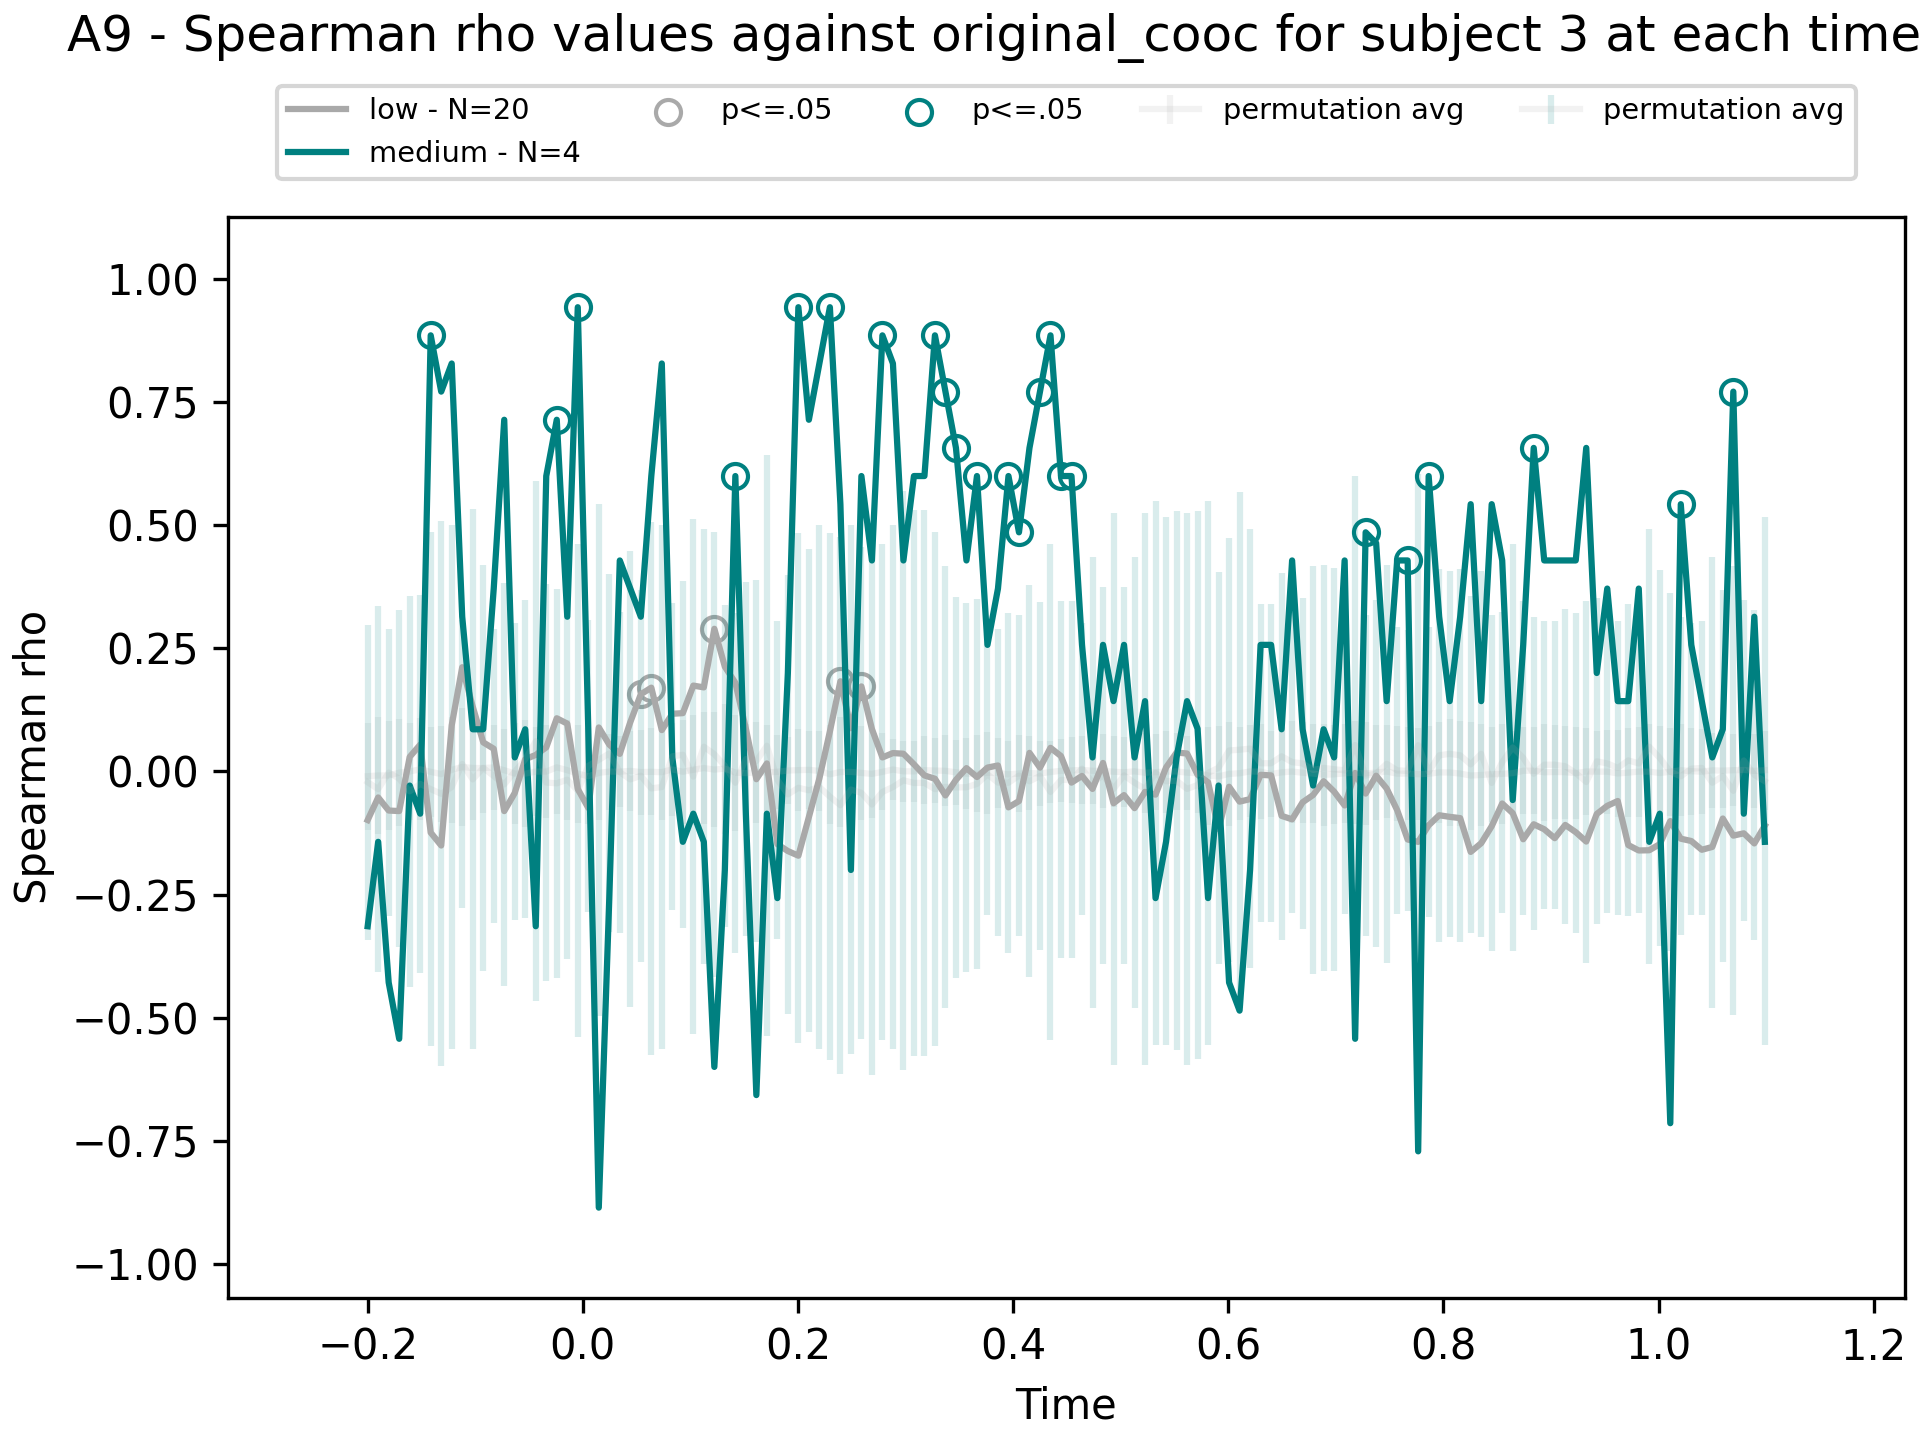 A9 - Spearman rho values against original_cooc for subject 3 at each time
low - N=20
medium - N=4
p<=.05
p<=.05
permutation avg
permutation avg
Spearman rho
1.00
0.75
0.50
0.25
0.00
−0.25
−0.50
−0.75
−1.00
−0.2 0.0 0.2 0.4 0.6 0.8 1.0 1.2
Time